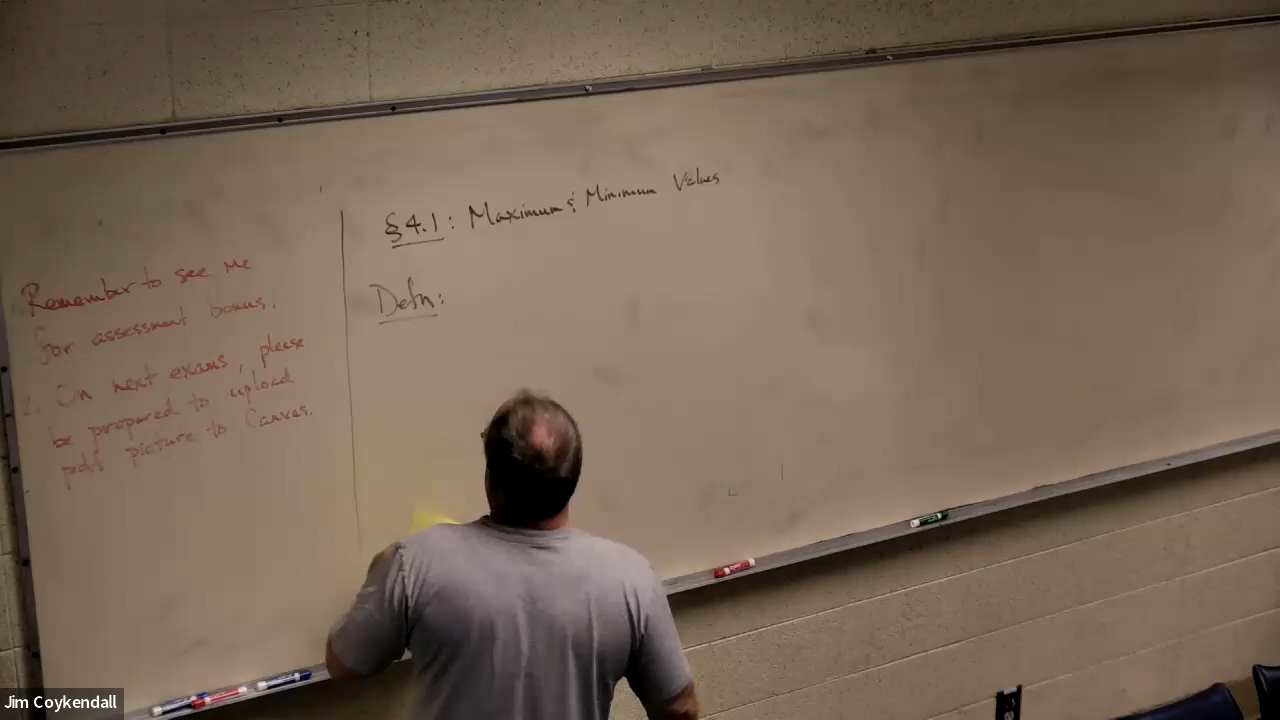 1. Remember to see me
for assessment bonus.
2. On next exams, please
be prepared to upload
pdf picture to Canvas.
§4.1: Maximum & Minimum Values
Defn:
Jim Coykendall